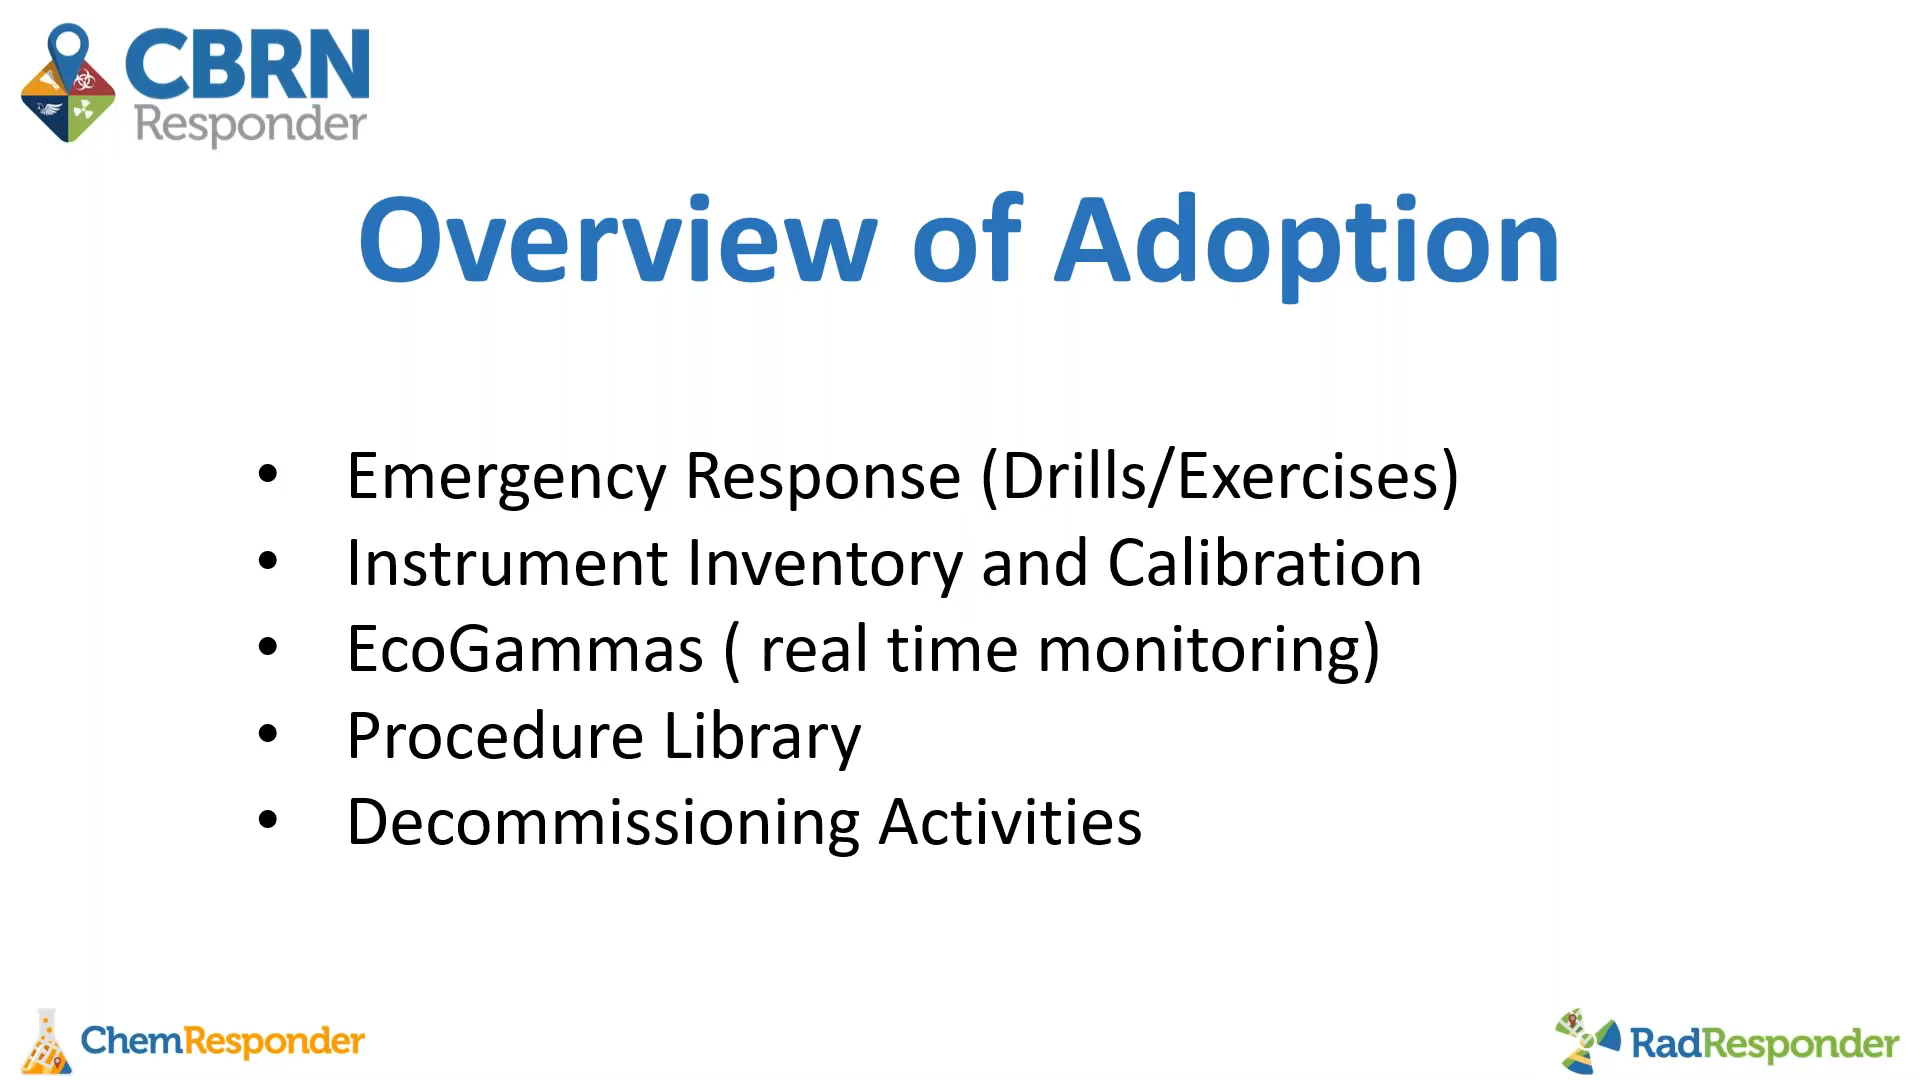 CBRN
Responder
Overview of Adoption
• Emergency Response (Drills/Exercises)
• Instrument Inventory and Calibration
• EcoGammas ( real time monitoring)
• Procedure Library
• Decommissioning Activities
ChemResponder
RadResponder